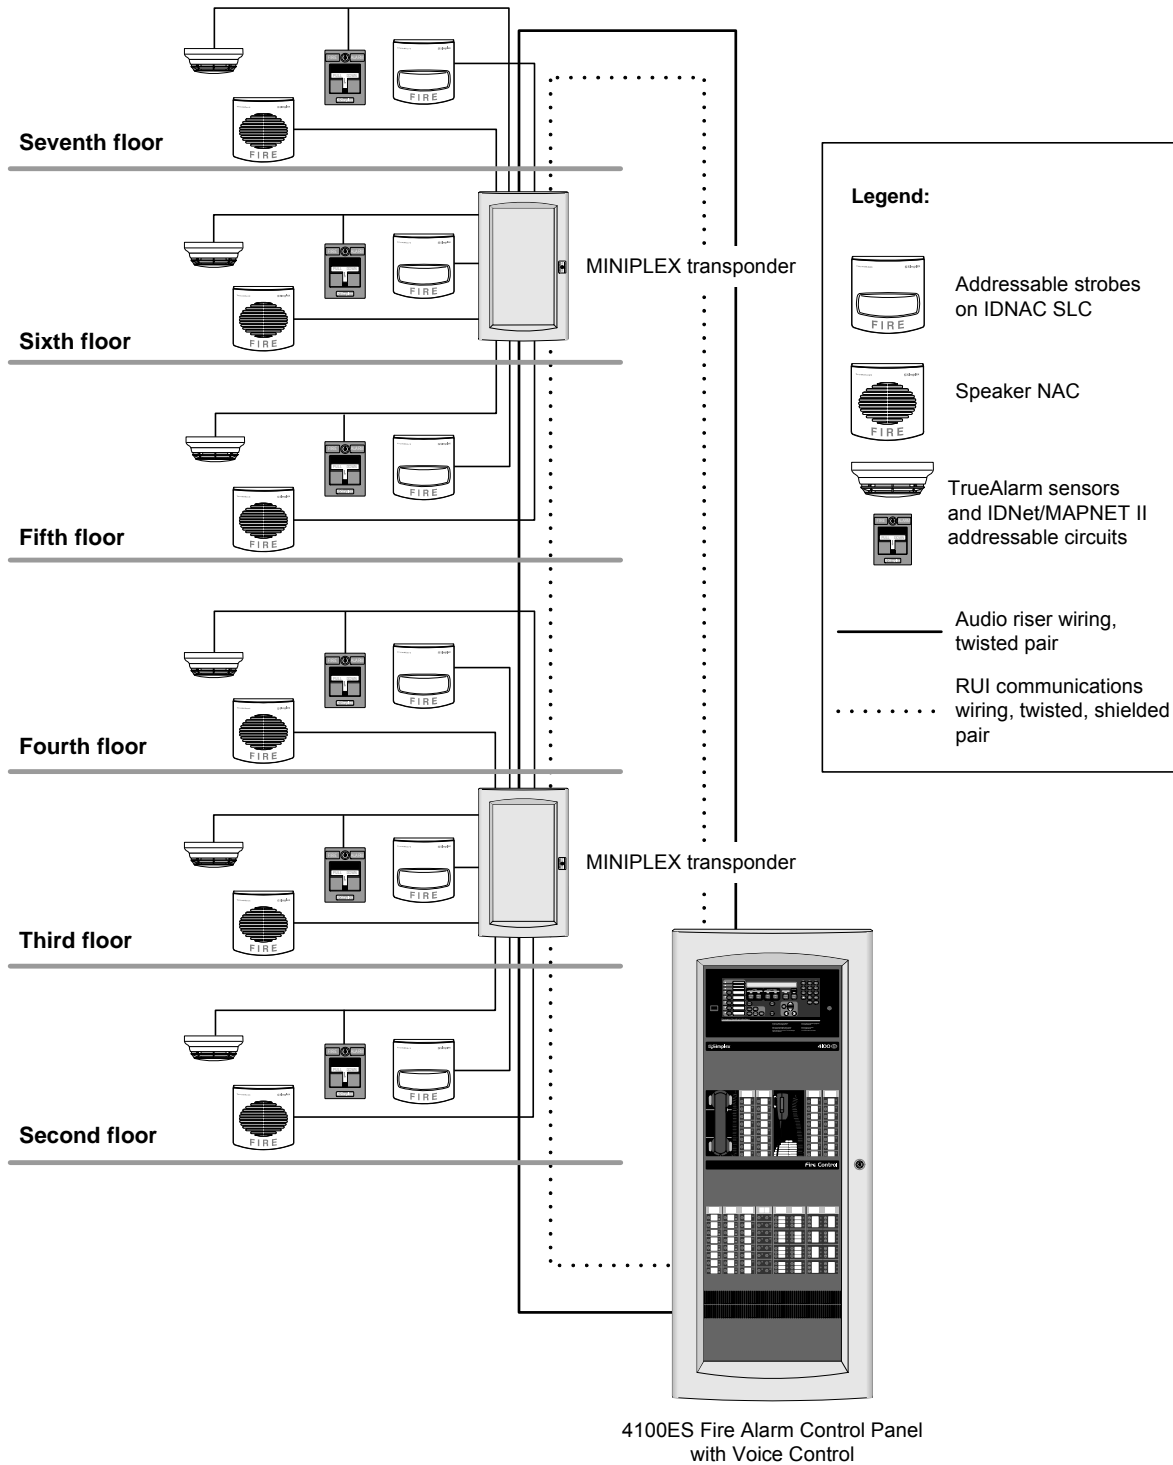 FIRE
FIRE
Seventh floor
FIRE
FIRE
MINIPLEX transponder
Sixth floor
FIRE
FIRE
Fifth floor
FIRE
FIRE
Fourth floor
FIRE
MINIPLEX transponder
FIRE
Third floor
FIRE
FIRE
Second floor
Legend:
FIRE
Addressable strobes
on IDNAC SLC
FIRE
Speaker NAC
TrueAlarm sensors
and IDNet/MAPNET II
addressable circuits
Audio riser wiring,
twisted pair
RUI communications
wiring, twisted, shielded
pair
Simplex
4100
Fire Control
4100ES Fire Alarm Control Panel
with Voice Control